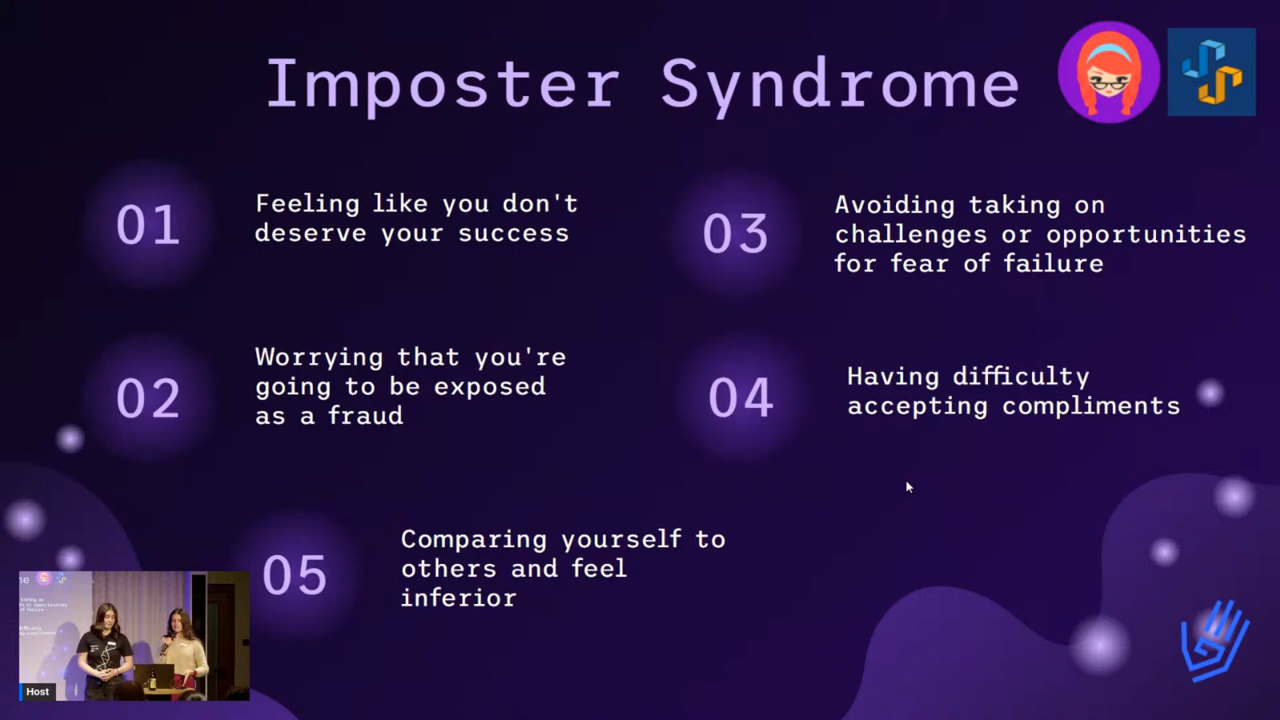 Imposter Syndrome
01
Feeling like you don't
deserve your success
02
Worrying that you're
going to be exposed
as a fraud
03
Avoiding taking on
challenges or opportunities
for fear of failure
04
Having difficulty
accepting compliments
05
Comparing yourself to
others and feel
inferior
Host